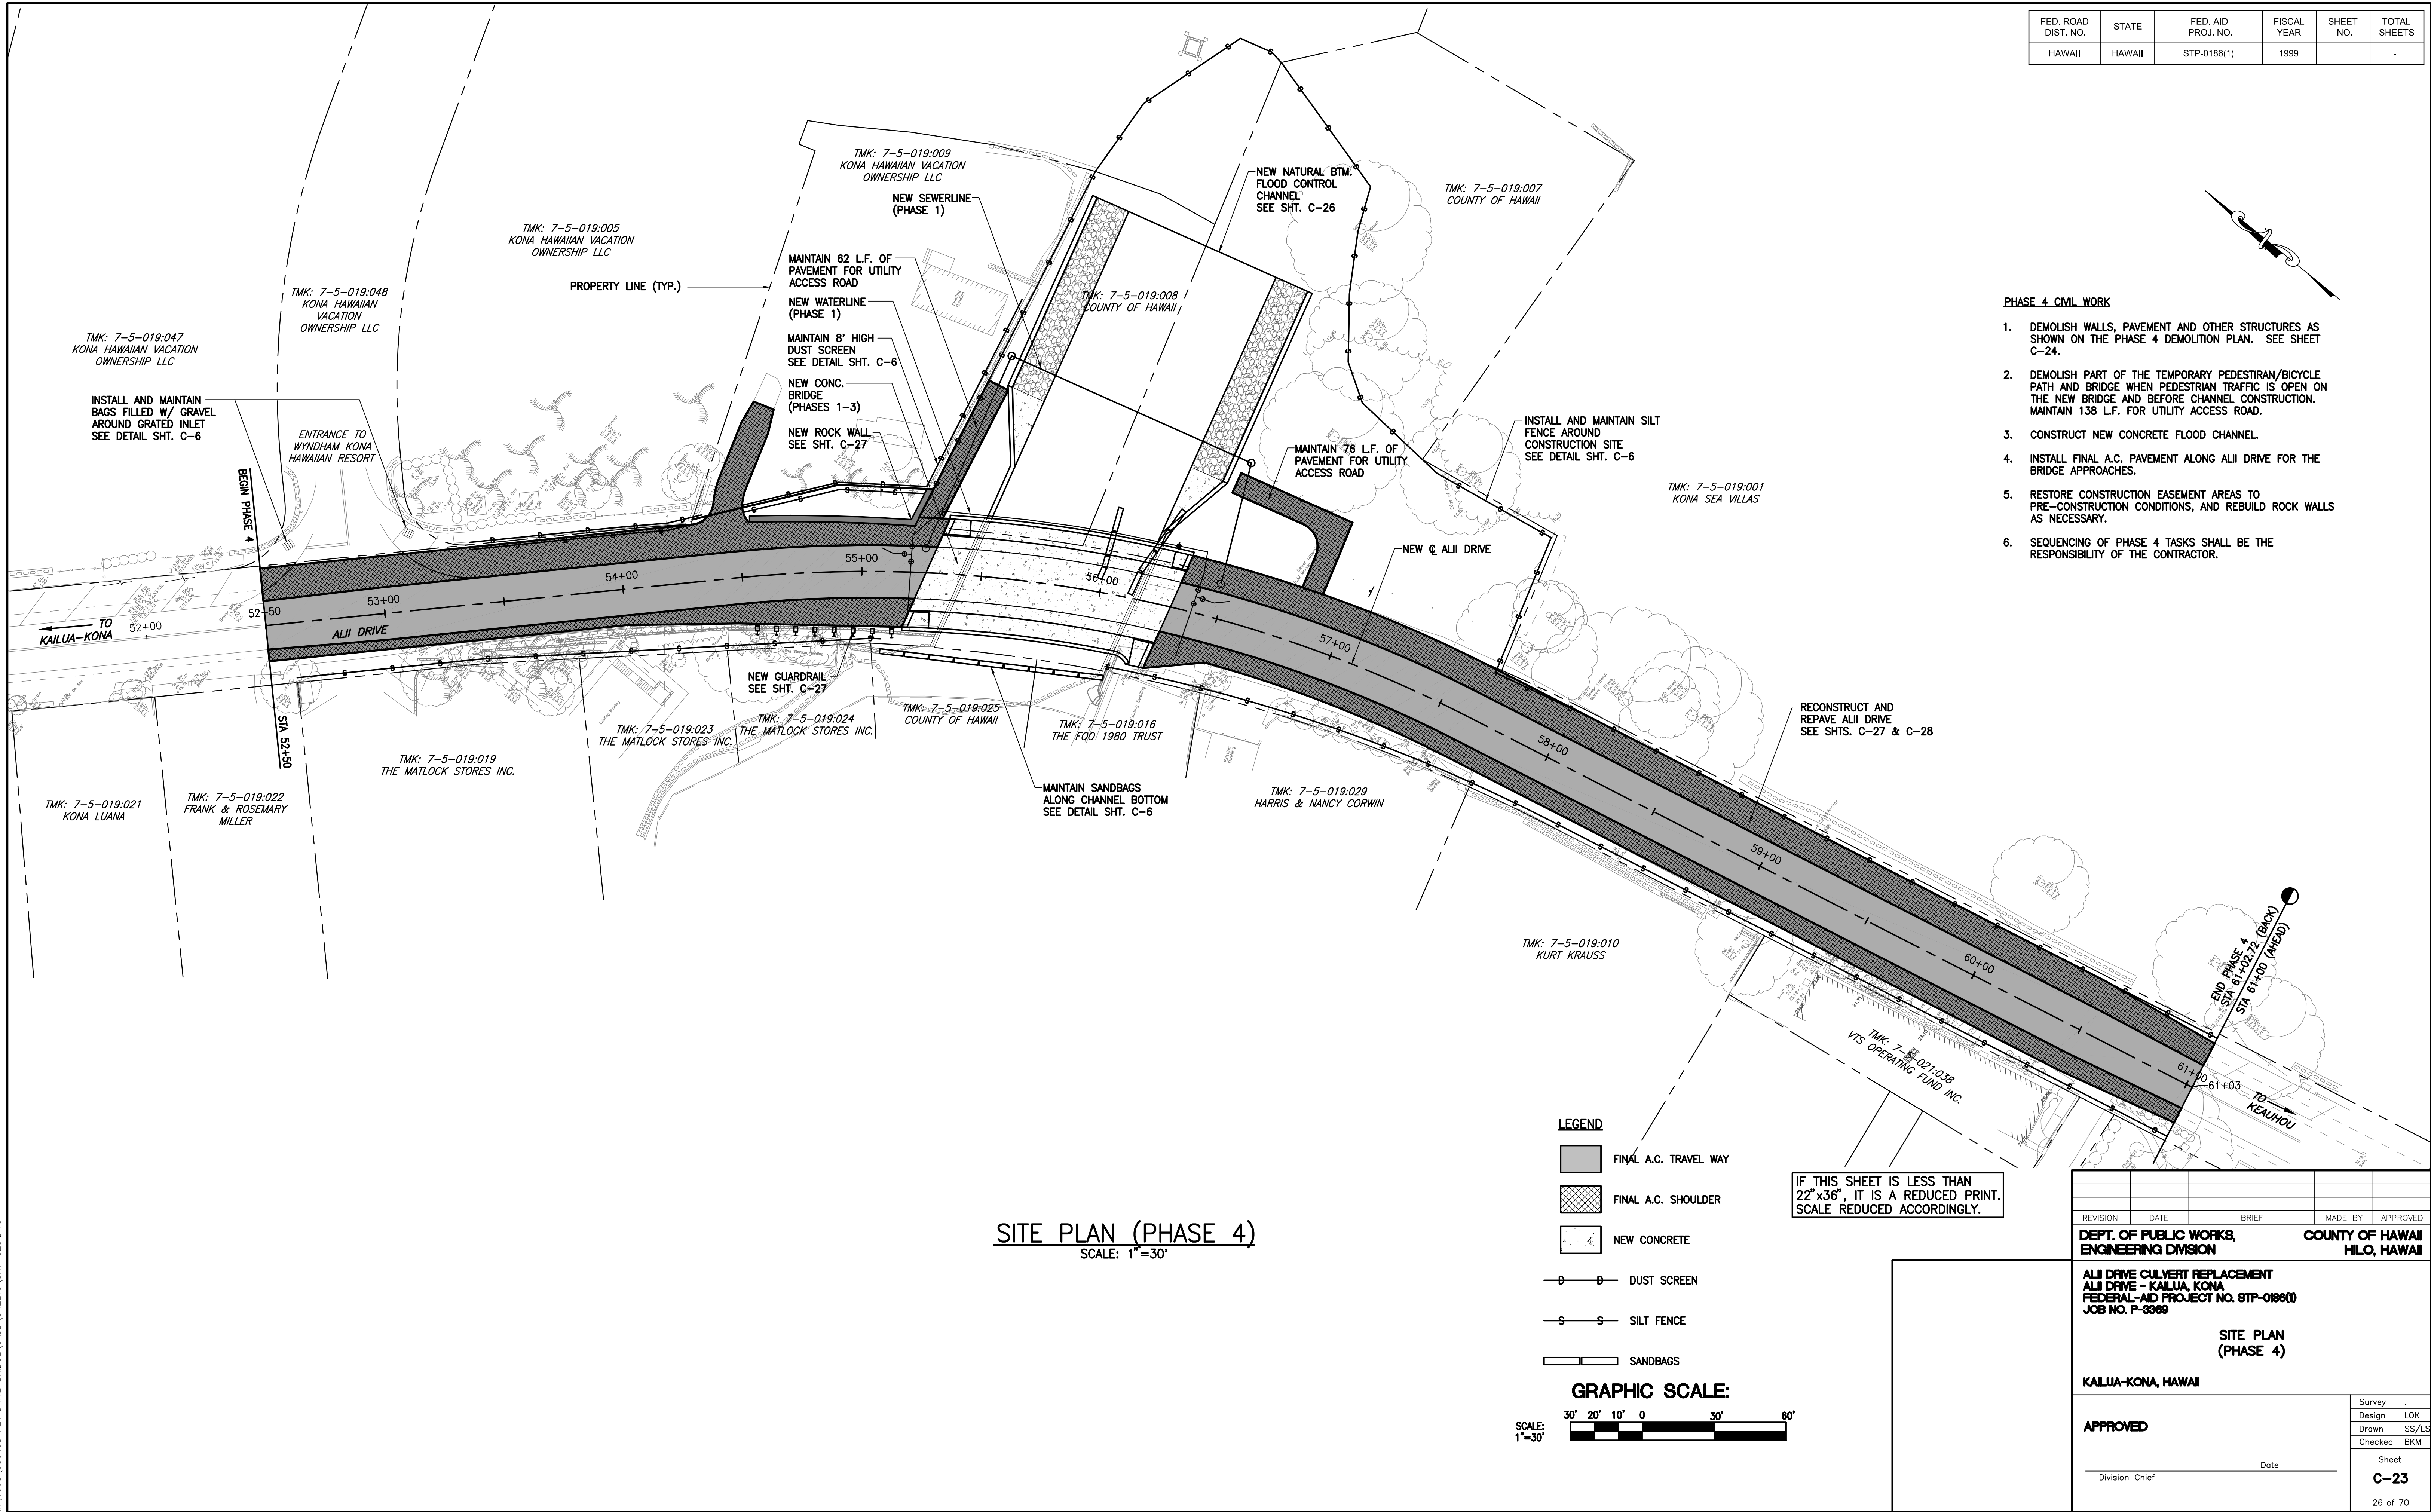 FED. ROAD DIST. NO.
STATE
FED. AID PROJ. NO.
FISCAL YEAR
SHEET NO.
TOTAL SHEETS
HAWAII
HAWAII
STP-0186(1)
1999
-
TMK: 7-5-019:009
KONA HAWAIIAN VACATION
OWNERSHIP LLC
NEW SEWERLINE
(PHASE 1)
NEW NATURAL BTM.
FLOOD CONTROL
CHANNEL
SEE SHT. C-26
TMK: 7-5-019:007
COUNTY OF HAWAII
TMK: 7-5-019:005
KONA HAWAIIAN VACATION
OWNERSHIP LLC
PROPERTY LINE (TYP.)
MAINTAIN 62 L.F. OF
PAVEMENT FOR UTILITY
ACCESS ROAD
NEW WATERLINE
(PHASE 1)
MAINTAIN 8' HIGH
DUST SCREEN
SEE DETAIL SHT. C-6
NEW CONC.
BRIDGE
(PHASES 1-3)
NEW ROCK WALL
SEE SHT. C-27
TMK: 7-5-019:008
COUNTY OF HAWAII
TMK: 7-5-019:048
KONA HAWAIIAN
VACATION
OWNERSHIP LLC
TMK: 7-5-019:047
KONA HAWAIIAN VACATION
OWNERSHIP LLC
INSTALL AND MAINTAIN
BAGS FILLED W/ GRAVEL
AROUND GRATED INLET
SEE DETAIL SHT. C-6
ENTRANCE TO
WYNDHAM KONA
HAWAIIAN RESORT
BEGIN PHASE 4
STA 52+50
MAINTAIN 76 L.F. OF
PAVEMENT FOR UTILITY
ACCESS ROAD
INSTALL AND MAINTAIN SILT
FENCE AROUND
CONSTRUCTION SITE
SEE DETAIL SHT. C-6
TMK: 7-5-019:001
KONA SEA VILLAS
NEW ℄ ALII DRIVE
PHASE 4 CIVIL WORK
1. DEMOLISH WALLS, PAVEMENT AND OTHER STRUCTURES AS
SHOWN ON THE PHASE 4 DEMOLITION PLAN. SEE SHEET
C-24.
2. DEMOLISH PART OF THE TEMPORARY PEDESTIRAN/BICYCLE
PATH AND BRIDGE WHEN PEDESTRIAN TRAFFIC IS OPEN ON
THE NEW BRIDGE AND BEFORE CHANNEL CONSTRUCTION.
MAINTAIN 138 L.F. FOR UTILITY ACCESS ROAD.
3. CONSTRUCT NEW CONCRETE FLOOD CHANNEL.
4. INSTALL FINAL A.C. PAVEMENT ALONG ALII DRIVE FOR THE
BRIDGE APPROACHES.
5. RESTORE CONSTRUCTION EASEMENT AREAS TO
PRE-CONSTRUCTION CONDITIONS, AND REBUILD ROCK WALLS
AS NECESSARY.
6. SEQUENCING OF PHASE 4 TASKS SHALL BE THE
RESPONSIBILITY OF THE CONTRACTOR.
TO
KAILUA-KONA
52+00
52+50
53+00
ALII DRIVE
54+00
55+00
56+00
57+00
58+00
59+00
60+00
61+00
61+03
TO
KEAUHOU
END PHASE 4
STA 61+02.72 (BACK)
STA 61+00 (AHEAD)
RECONSTRUCT AND
REPAVE ALII DRIVE
SEE SHTS. C-27 & C-28
NEW GUARDRAIL
SEE SHT. C-27
TMK: 7-5-019:025
COUNTY OF HAWAII
TMK: 7-5-019:016
THE FOO 1980 TRUST
TMK: 7-5-019:024
THE MATLOCK STORES INC.
TMK: 7-5-019:023
THE MATLOCK STORES INC.
TMK: 7-5-019:019
THE MATLOCK STORES INC.
TMK: 7-5-019:022
FRANK & ROSEMARY
MILLER
TMK: 7-5-019:021
KONA LUANA
MAINTAIN SANDBAGS
ALONG CHANNEL BOTTOM
SEE DETAIL SHT. C-6
TMK: 7-5-019:029
HARRIS & NANCY CORWIN
TMK: 7-5-019:010
KURT KRAUSS
TMK: 7-5-021:038
VTS OPERATING FUND INC.
SITE PLAN (PHASE 4)
SCALE: 1"=30'
LEGEND
FINAL A.C. TRAVEL WAY
FINAL A.C. SHOULDER
NEW CONCRETE
D D DUST SCREEN
S S SILT FENCE
SANDBAGS
GRAPHIC SCALE:
SCALE:
1"=30'
30' 20' 10' 0 30' 60'
IF THIS SHEET IS LESS THAN
22"x36", IT IS A REDUCED PRINT.
SCALE REDUCED ACCORDINGLY.
REVISION DATE BRIEF MADE BY APPROVED
DEPT. OF PUBLIC WORKS, COUNTY OF HAWAII
ENGINEERING DIVISION HILO, HAWAII
ALII DRIVE CULVERT REPLACEMENT
ALII DRIVE - KAILUA, KONA
FEDERAL-AID PROJECT NO. STP-0186(1)
JOB NO. P-3369
SITE PLAN
(PHASE 4)
KAILUA-KONA, HAWAII
APPROVED
Division Chief
Date
Survey .
Design LOK
Drawn SS/LS
Checked BKM
Sheet
C-23
26 of 70